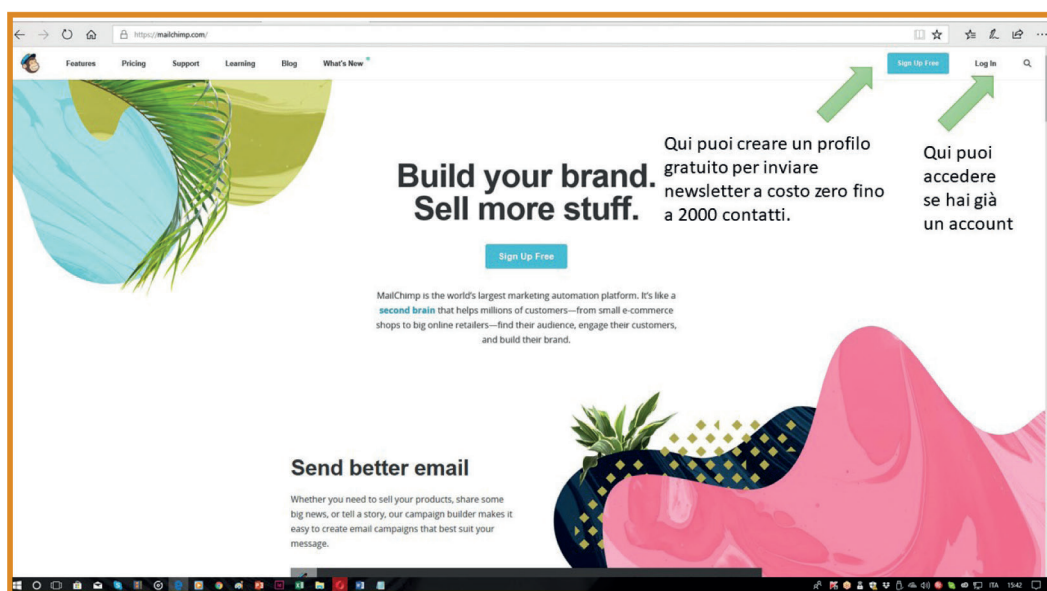 https://mailchimp.com/
Features Pricing Support Learning Blog What's New Sign Up Free Log In
Qui puoi creare un profilo
gratuito per inviare
newsletter a costo zero fino
a 2000 contatti.
Qui puoi
accedere
se hai già
un account
Build your brand.
Sell more stuff.
Sign Up Free
MailChimp is the world's largest marketing automation platform. It's like a
second brain that helps millions of customers—from small e-commerce
shops to big online retailers—find their audience, engage their customers,
and build their brand.
Send better email
Whether you need to sell your products, share some
big news, or tell a story, our campaign builder makes it
easy to create email campaigns that best suit your
message.
ITA 15:42